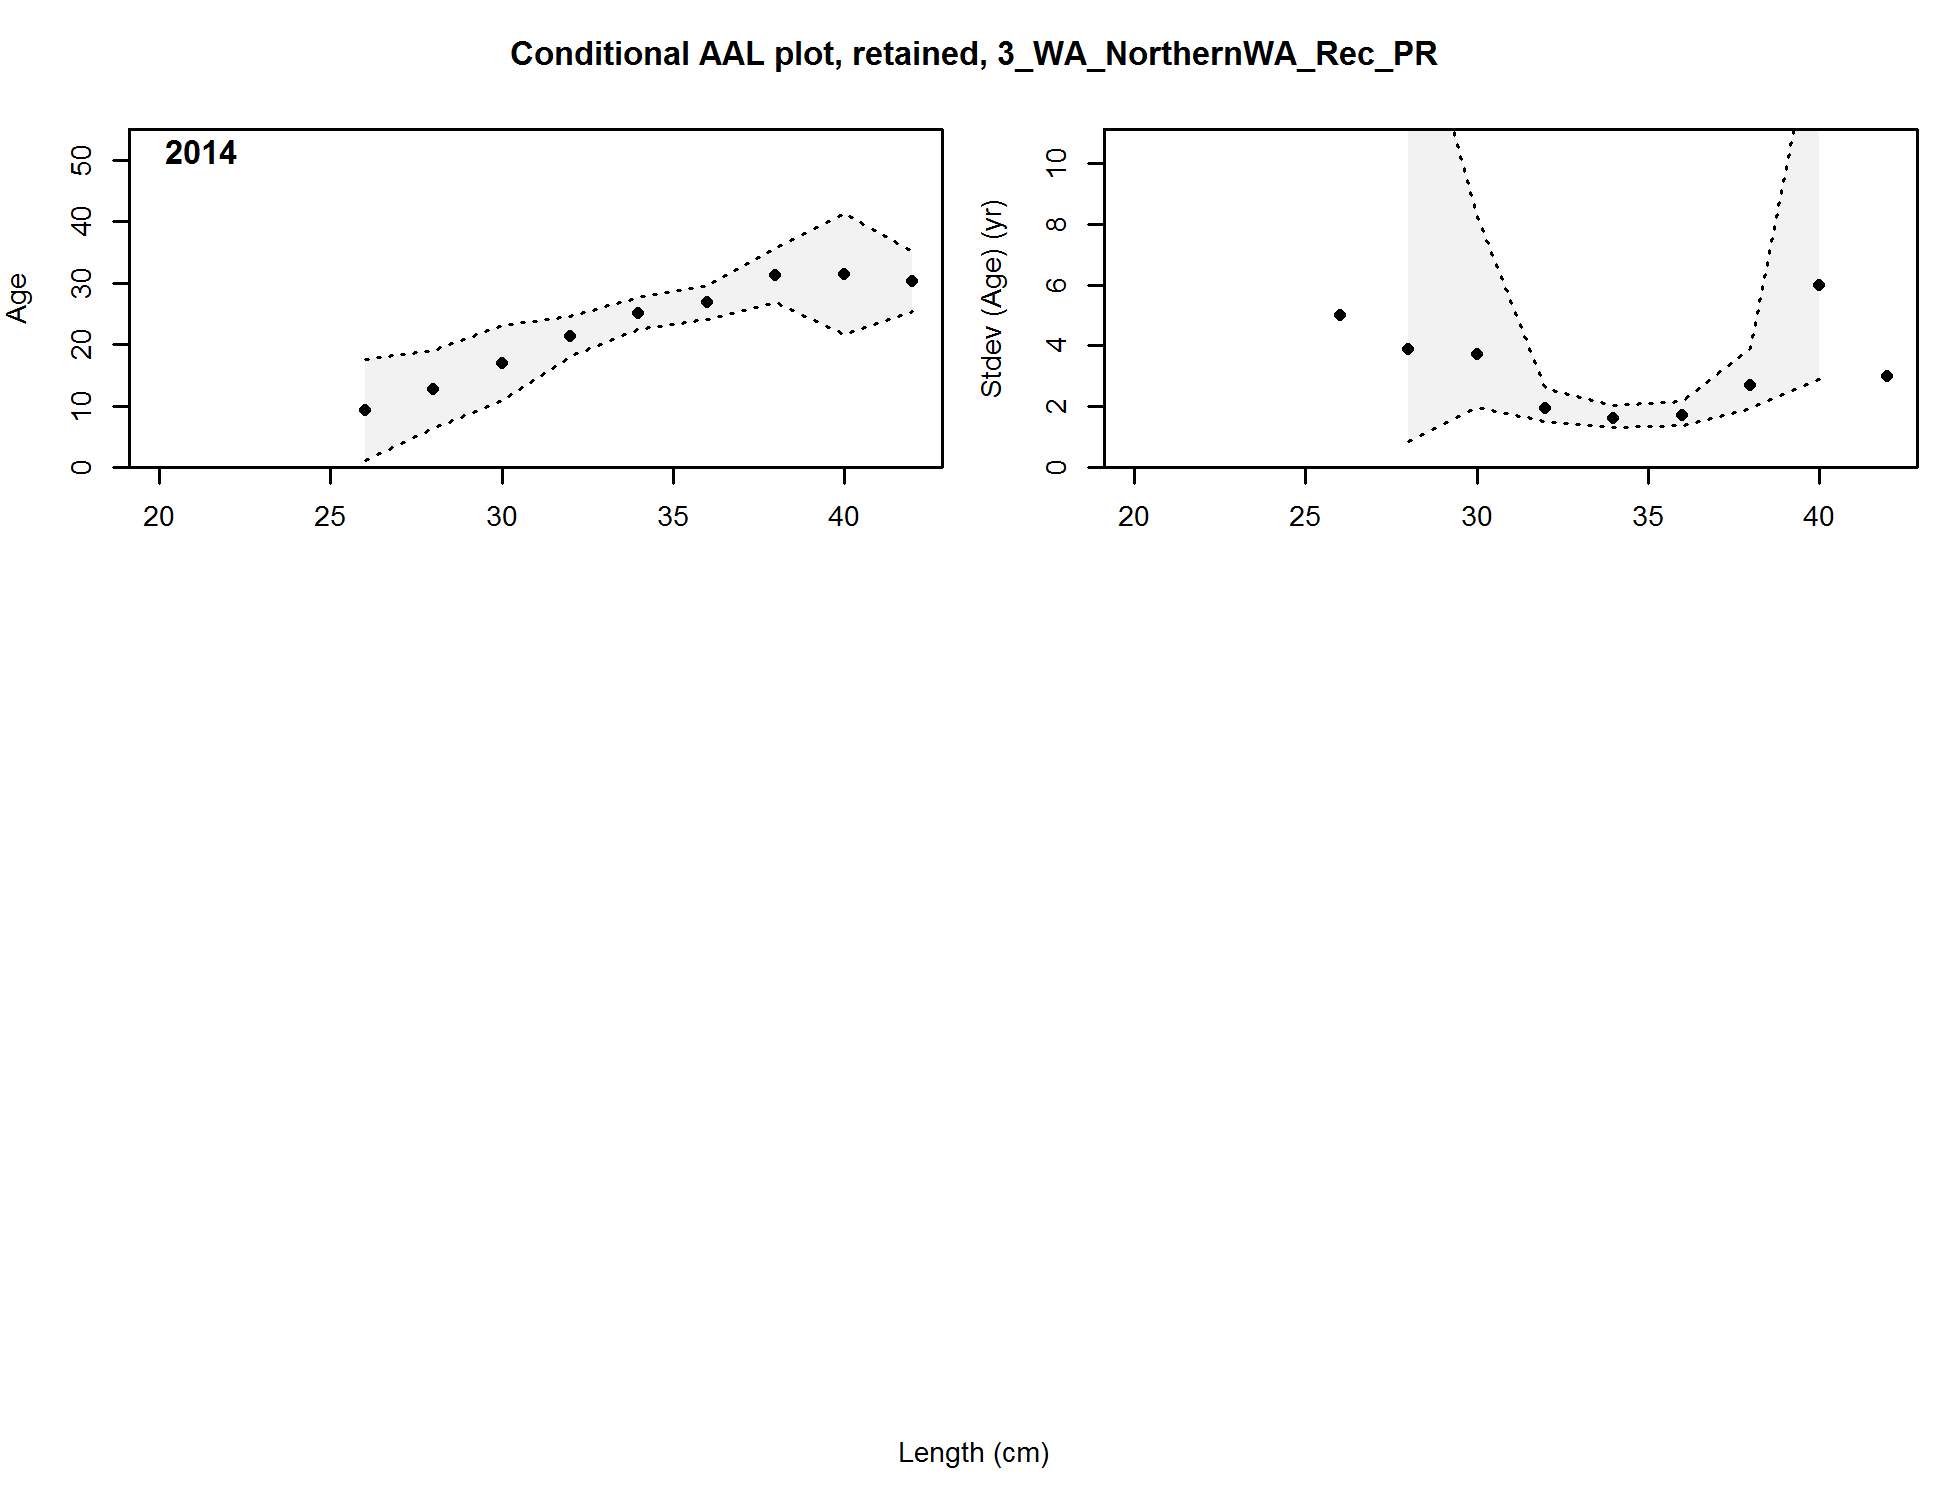 Conditional AAL plot, retained, 3_WA_NorthernWA_Rec_PR
2014
Age
0 10 20 30 40 50
20 25 30 35 40
Stdev (Age) (yr)
0 2 4 6 8 10
20 25 30 35 40
Length (cm)